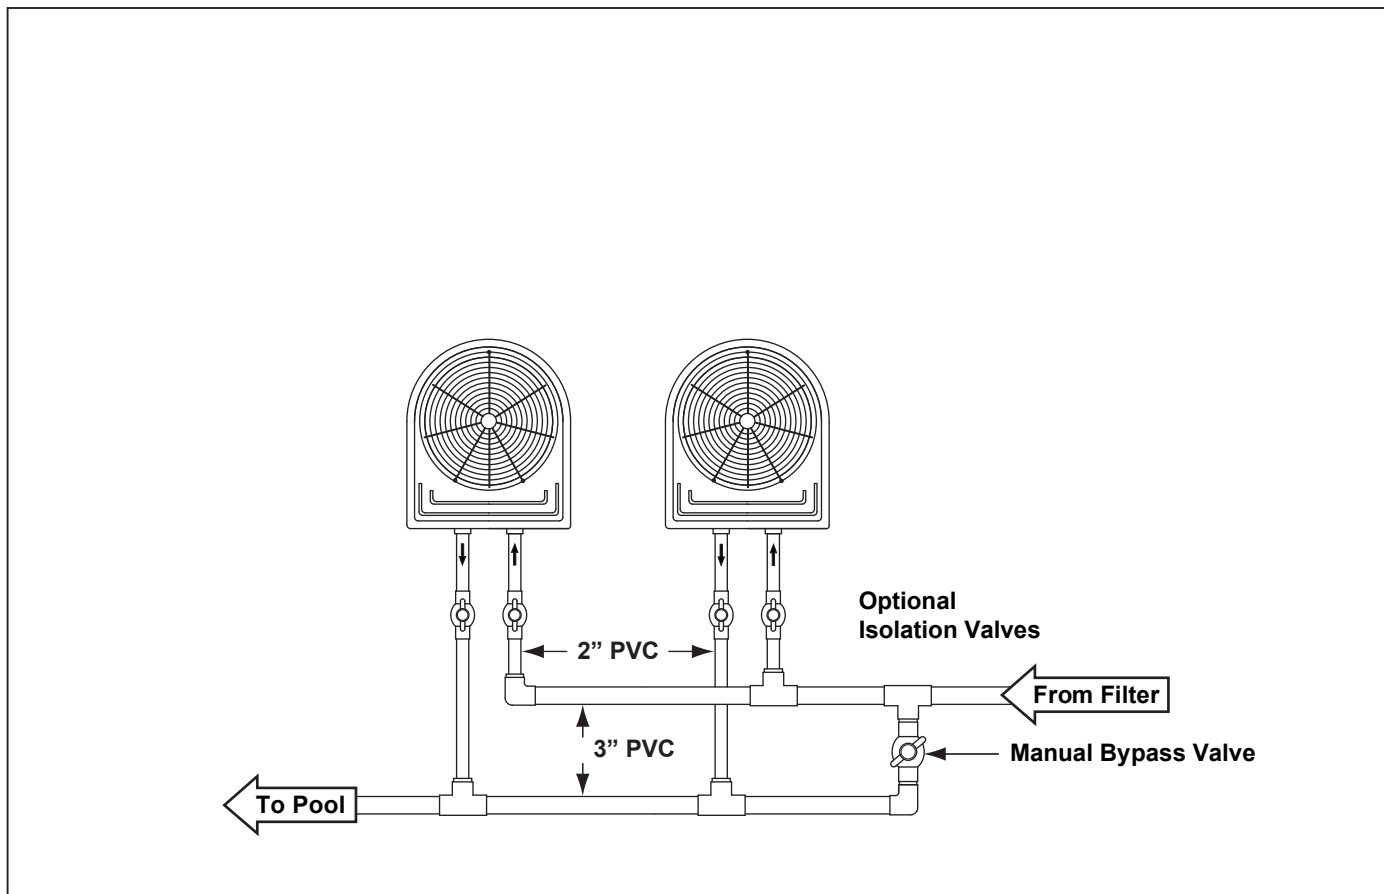 Optional
Isolation Valves
2” PVC
From Filter
3” PVC
Manual Bypass Valve
To Pool